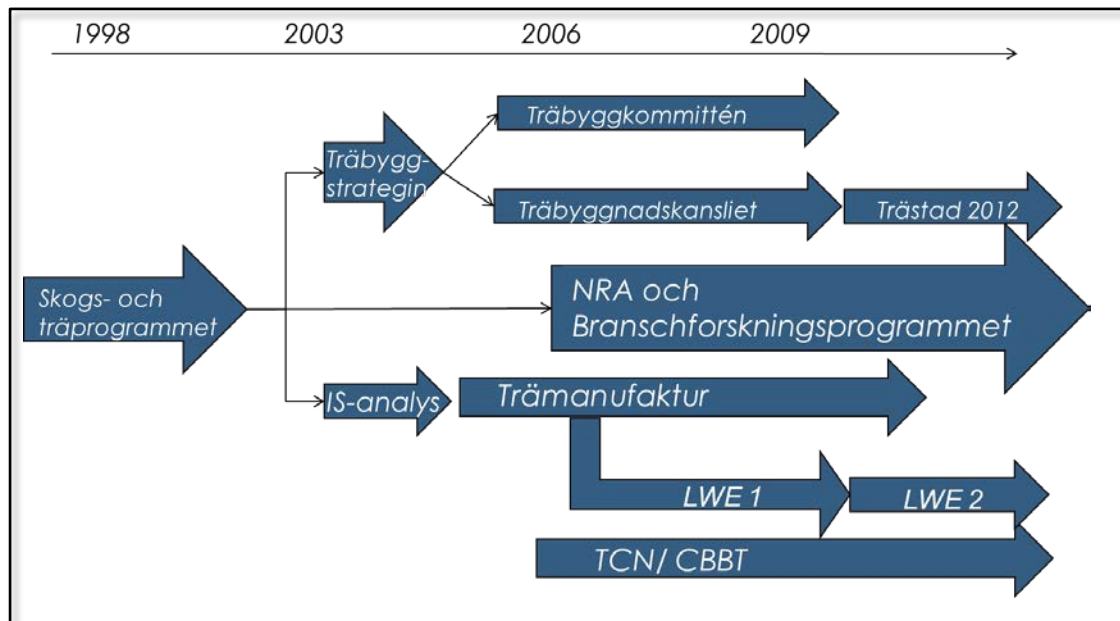 1998 2003 2006 2009
Träbyggkommittén
Träbygg-
strategin
Träbyggnadskansliet
Trästad 2012
Skogs- och
träprogrammet
NRA och
Branschforskningsprogrammet
IS-analys
Trämanufaktur
LWE 1
LWE 2
TCN/ CBBT